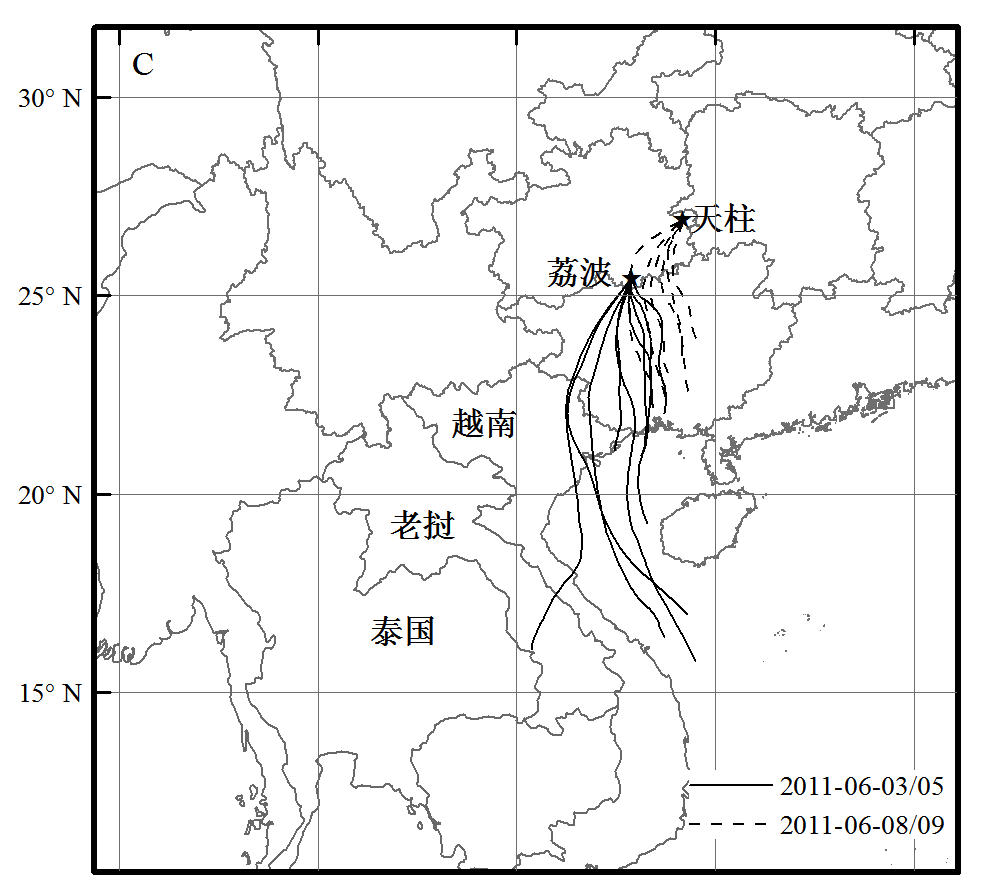 C
30° N
天柱
荔波
25° N
越南
20° N
老挝
泰国
15° N
2011-06-03/05
2011-06-08/09